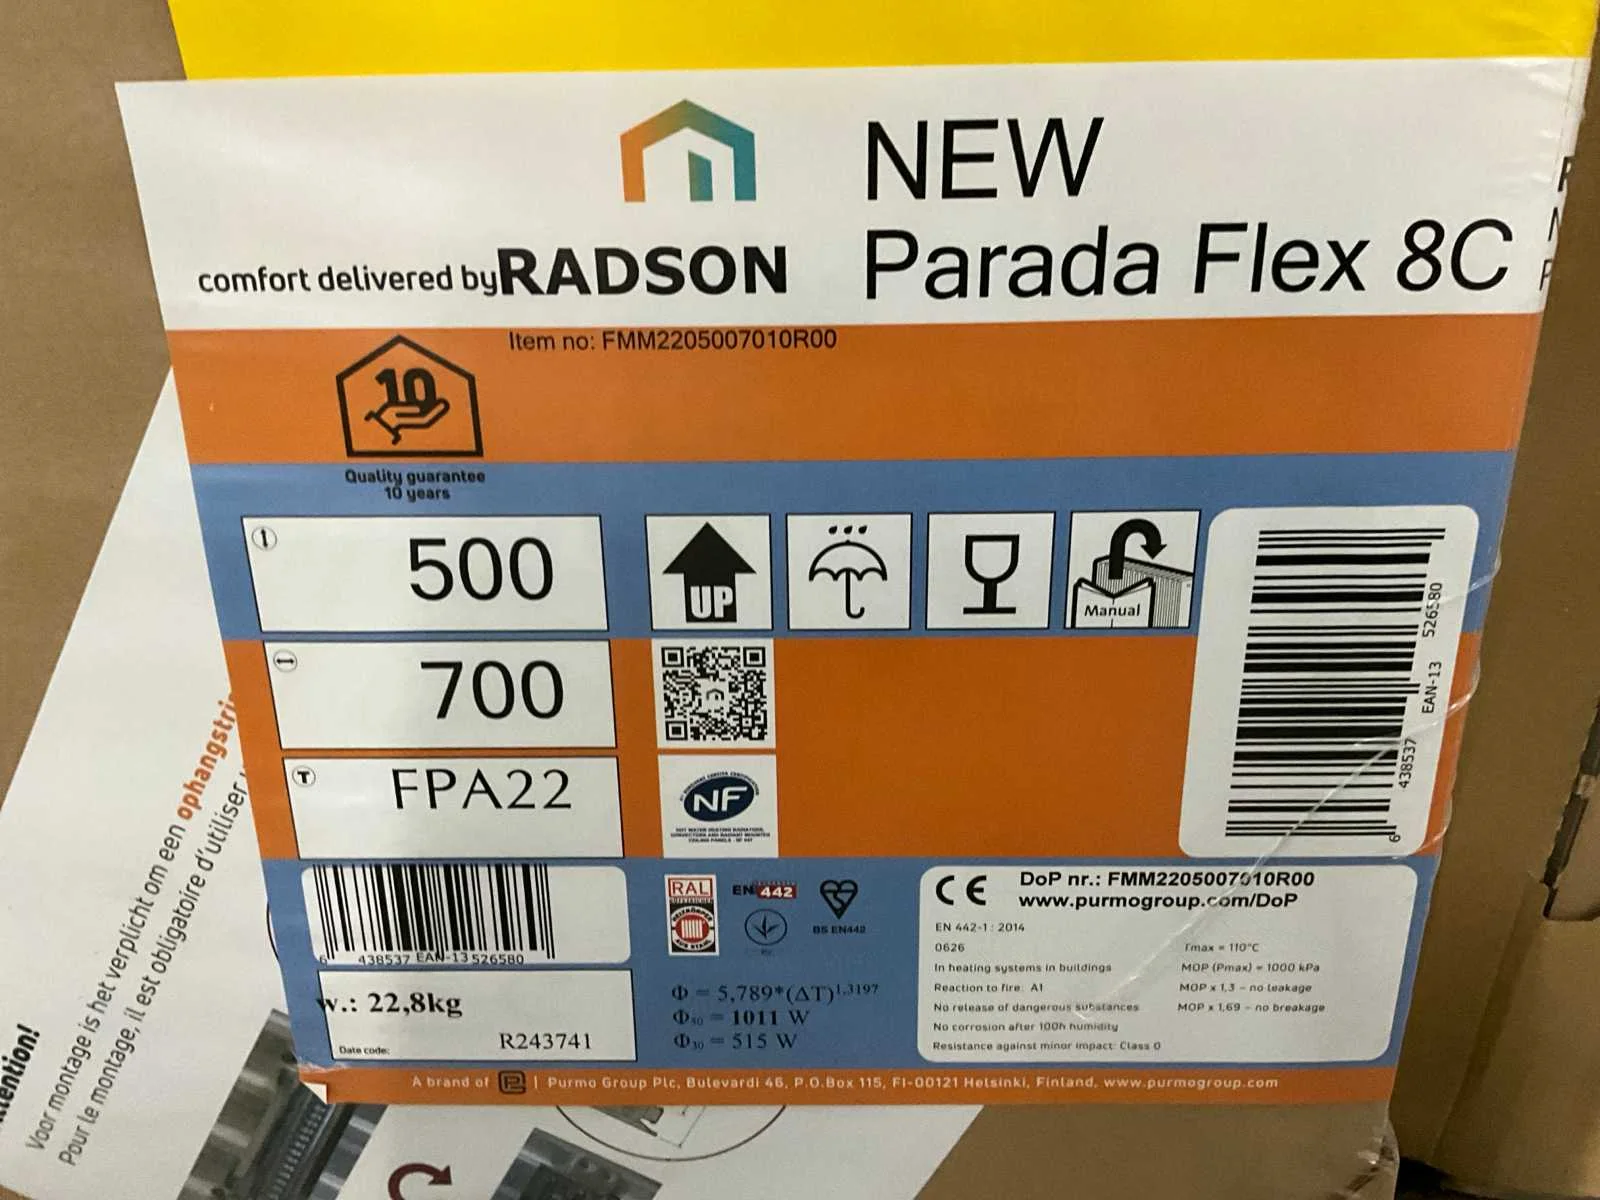 NEW
Parada Flex 8C
comfort delivered by RADSON
Item no: FMM2205007010R00
10
Quality guarantee
10 years
500
700
T
FPA22
UP
Manual
NF
6 438537 EAN-13 526580
6 438537 EAN-13 526580
w.: 22,8kg
Date code:
R243741
RAL
EN 442
BS EN442
Φ = 5,789*(ΔT)1,3197
Φ50 = 1011 W
Φ30 = 515 W
CE
DoP nr.: FMM2205007010R00
www.purmogroup.com/DoP
EN 442-1 : 2014
0626
In heating systems in buildings
Reaction to fire: A1
No release of dangerous substances
No corrosion after 100h humidity
Resistance against minor impact: Class 0
Tmax = 110°C
MOP (Pmax) = 1000 kPa
MOP x 1,3 - no leakage
MOP x 1,69 - no breakage
A brand of | Purmo Group Plc, Bulevardi 46, P.O.Box 115, FI-00121 Helsinki, Finland, www.purmogroup.com
Voor montage is het verplicht om een
Pour le montage, il est obligatoire d'utiliser